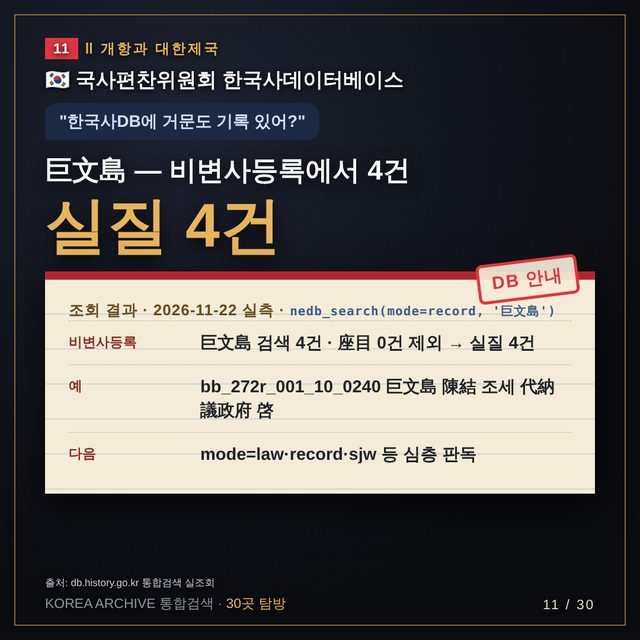 11 Ⅱ 개항과 대한제국
🇰🇷 국사편찬위원회 한국사데이터베이스
"한국사DB에 거문도 기록 있어?"
巨文島 — 비변사등록에서 4건
실질 4건
DB 안내
조회 결과 · 2026-11-22 실측 · nedb_search(mode=record, '巨文島')
비변사등록 巨文島 검색 4건 · 座目 0건 제외 → 실질 4건
예 bb_272r_001_10_0240 巨文島 陳結 조세 代納
議政府 啓
다음 mode=law·record·sjw 등 심층 판독
출처: db.history.go.kr 통합검색 실조회
KOREA ARCHIVE 통합검색 · 30곳 탐방
11 / 30